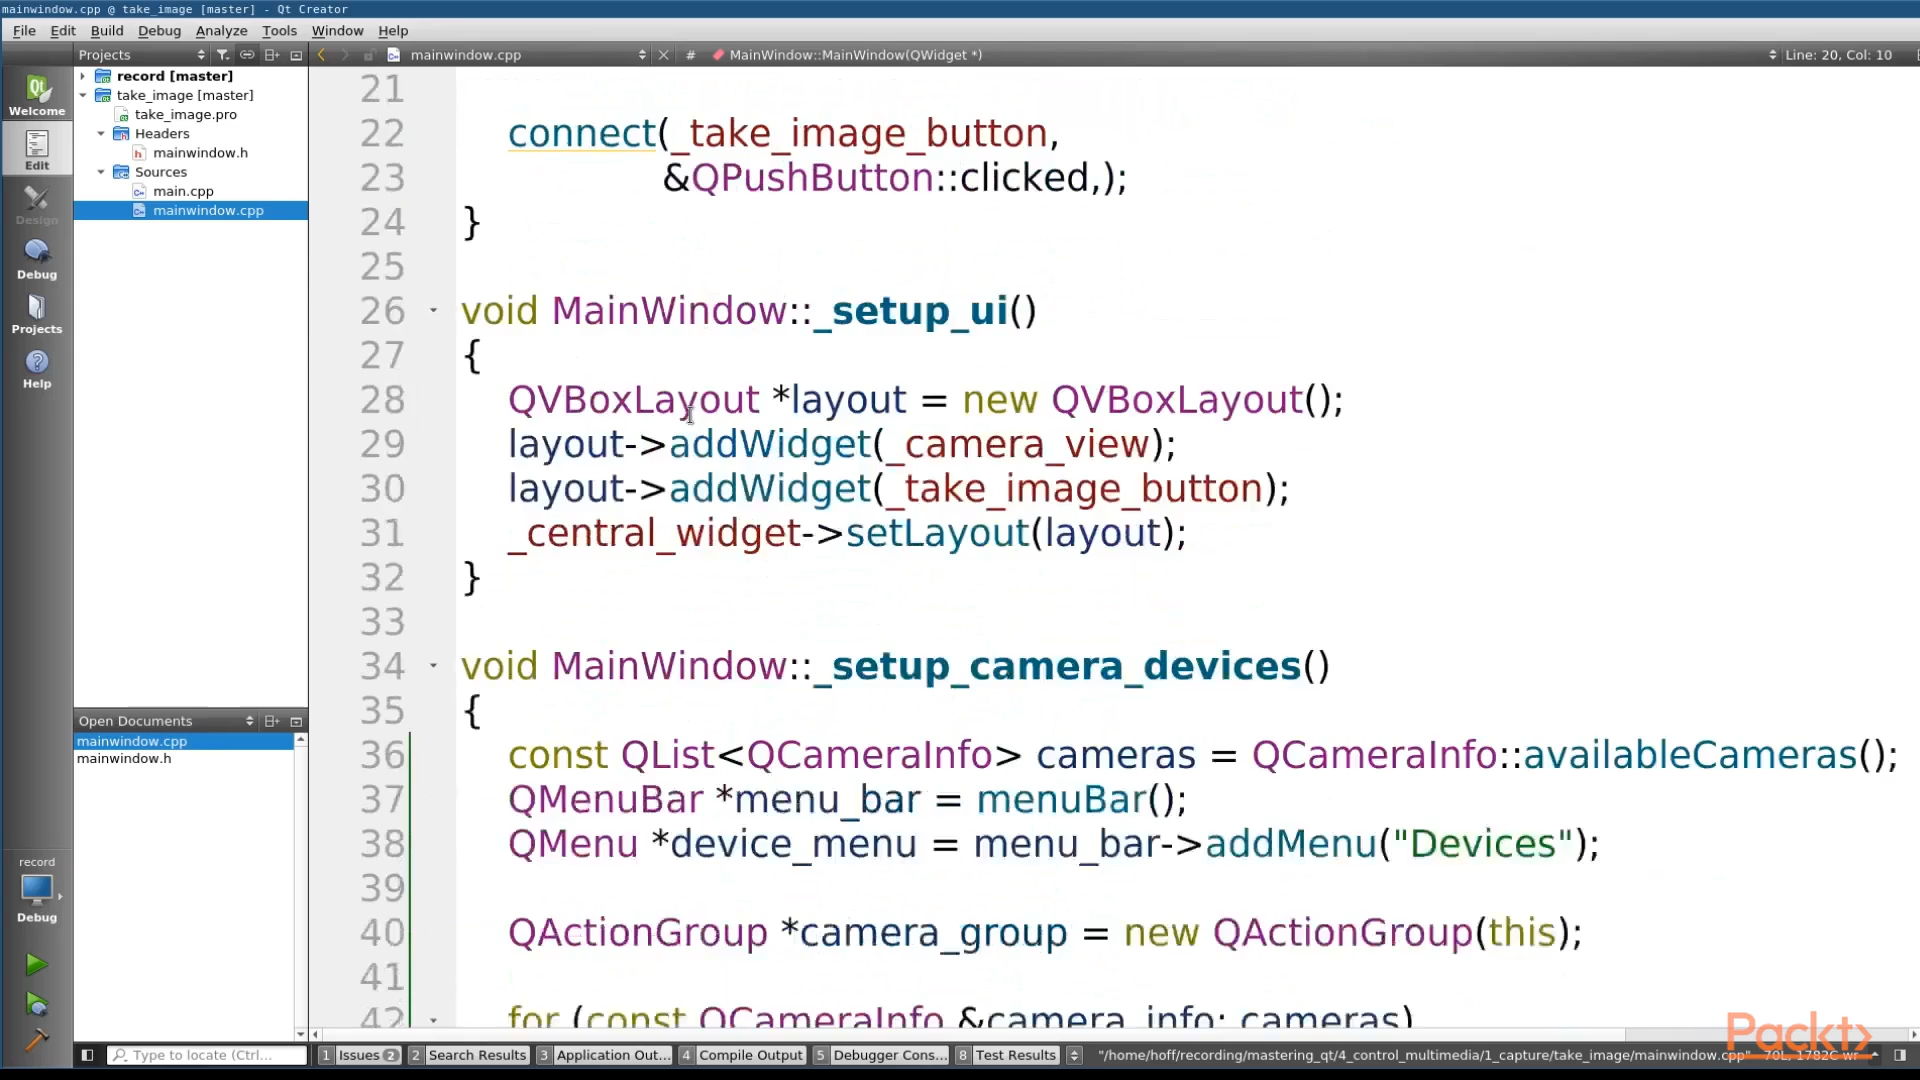 mainwindow.cpp @ take_image [master] - Qt Creator
File Edit Build Debug Analyze Tools Window Help
Projects
mainwindow.cpp
#
MainWindow::MainWindow(QWidget *)
Line: 20, Col: 10
Welcome
Edit
Design
Debug
Projects
Help
record [master]
take_image [master]
take_image.pro
Headers
mainwindow.h
Sources
main.cpp
mainwindow.cpp
Open Documents
mainwindow.cpp
mainwindow.h
21
22 connect(_take_image_button,
23 &QPushButton::clicked,);
24 }
25
26 void MainWindow::_setup_ui()
27 {
28 QVBoxLayout *layout = new QVBoxLayout();
29 layout->addWidget(_camera_view);
30 layout->addWidget(_take_image_button);
31 _central_widget->setLayout(layout);
32 }
33
34 void MainWindow::_setup_camera_devices()
35 {
36 const QList<QCameraInfo> cameras = QCameraInfo::availableCameras();
37 QMenuBar *menu_bar = menuBar();
38 QMenu *device_menu = menu_bar->addMenu("Devices");
39
40 QActionGroup *camera_group = new QActionGroup(this);
41
42 for (const QCameraInfo &camera_info: cameras)
record
Debug
Packt>
Type to locate (Ctrl...
1 Issues 2
2 Search Results
3 Application Out...
4 Compile Output
5 Debugger Cons...
8 Test Results
"/home/hoff/recording/mastering_qt/4_control_multimedia/1_capture/take_image/mainwindow.cpp" 70L, 1782C wr